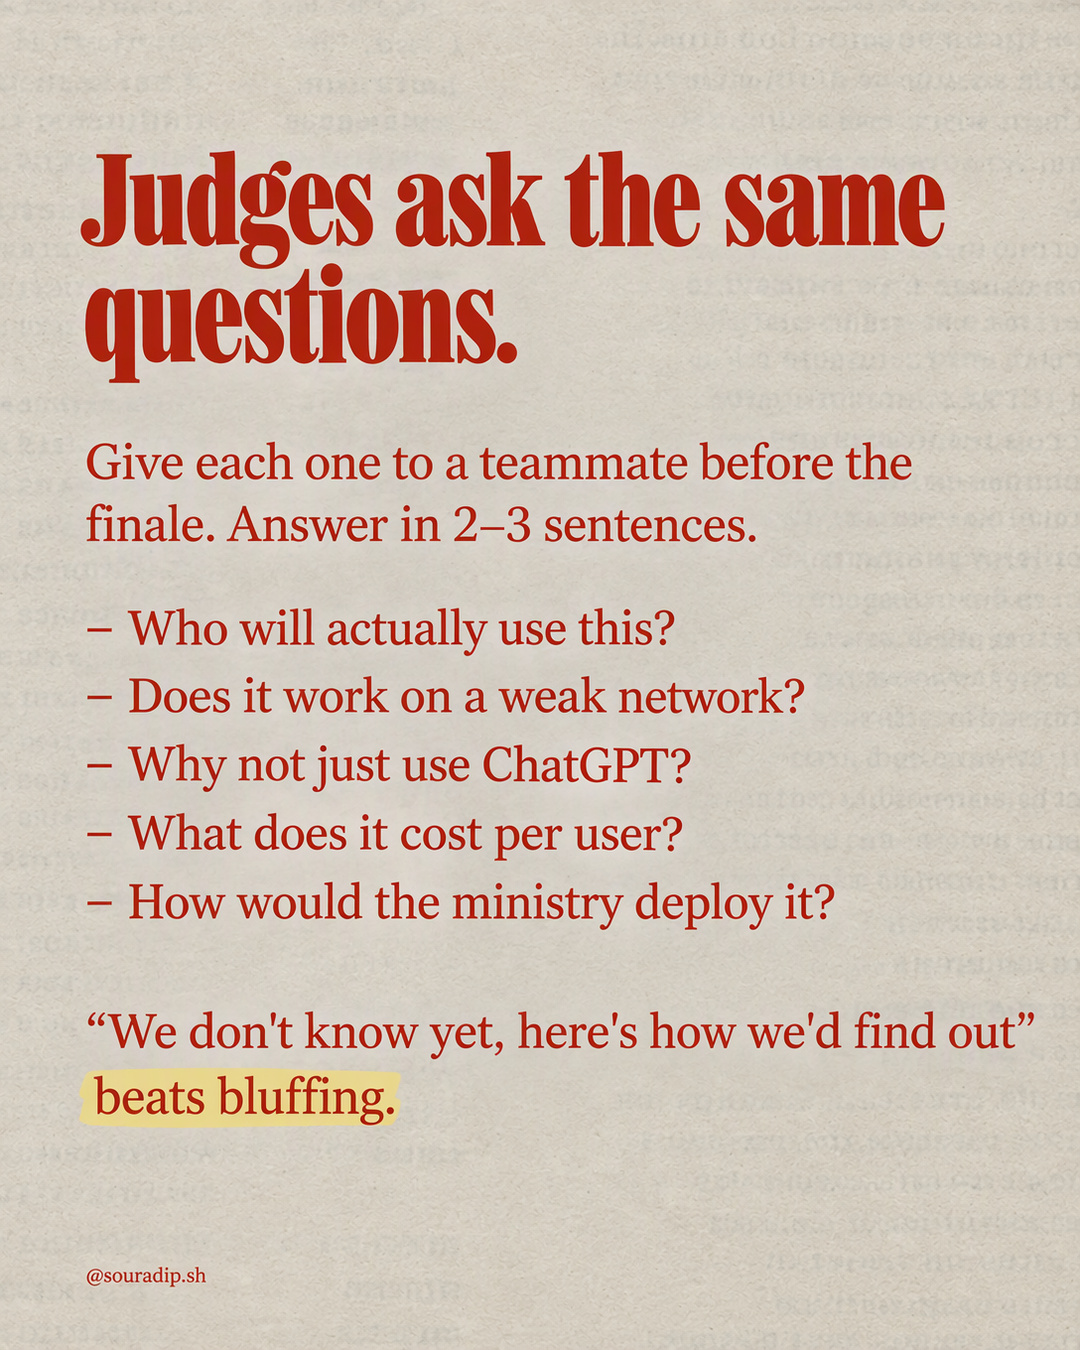 Judges ask the same
questions.
Give each one to a teammate before the
finale. Answer in 2–3 sentences.
– Who will actually use this?
– Does it work on a weak network?
– Why not just use ChatGPT?
– What does it cost per user?
– How would the ministry deploy it?
“We don't know yet, here's how we'd find out”
beats bluffing.
@souradip.sh